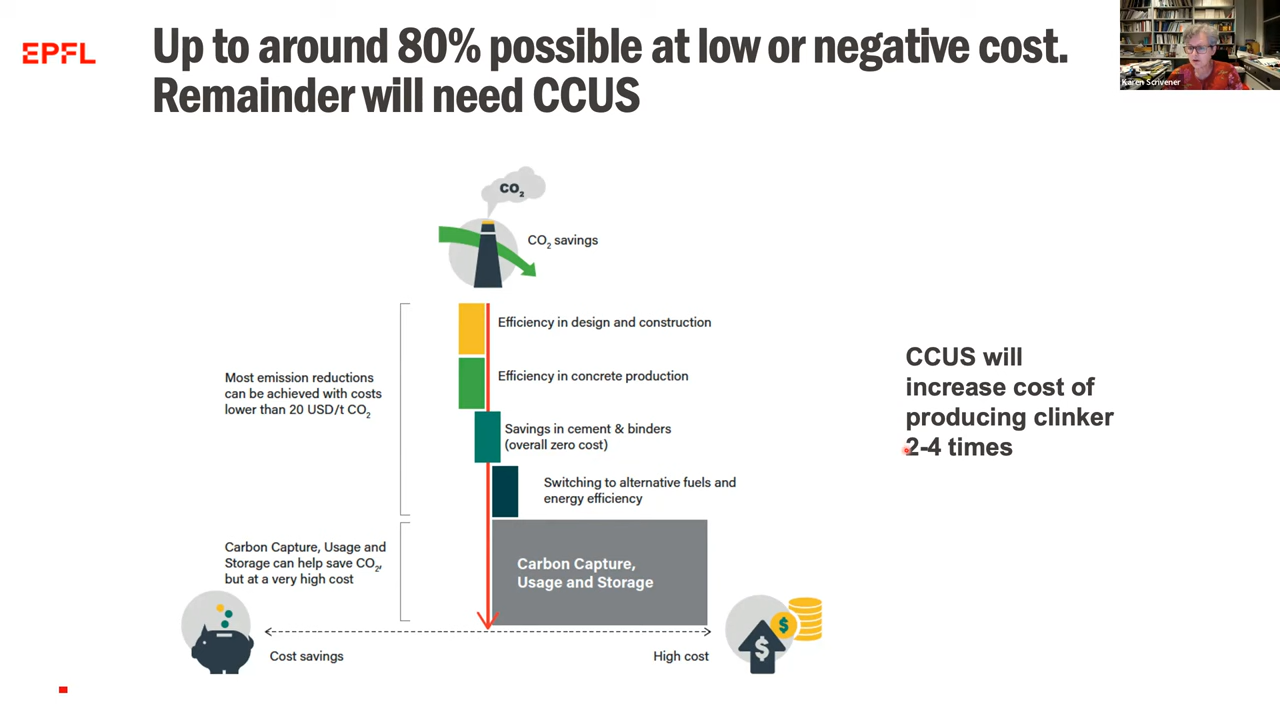 EPFL
Up to around 80% possible at low or negative cost.
Remainder will need CCUS
Karen Scrivener
CO₂
CO₂ savings
Efficiency in design and construction
Most emission reductions
can be achieved with costs
lower than 20 USD/t CO₂
Efficiency in concrete production
Savings in cement & binders
(overall zero cost)
Switching to alternative fuels and
energy efficiency
Carbon Capture, Usage and
Storage can help save CO₂,
but at a very high cost
Carbon Capture,
Usage and Storage
Cost savings
High cost
$
$
CCUS will
increase cost of
producing clinker
2-4 times